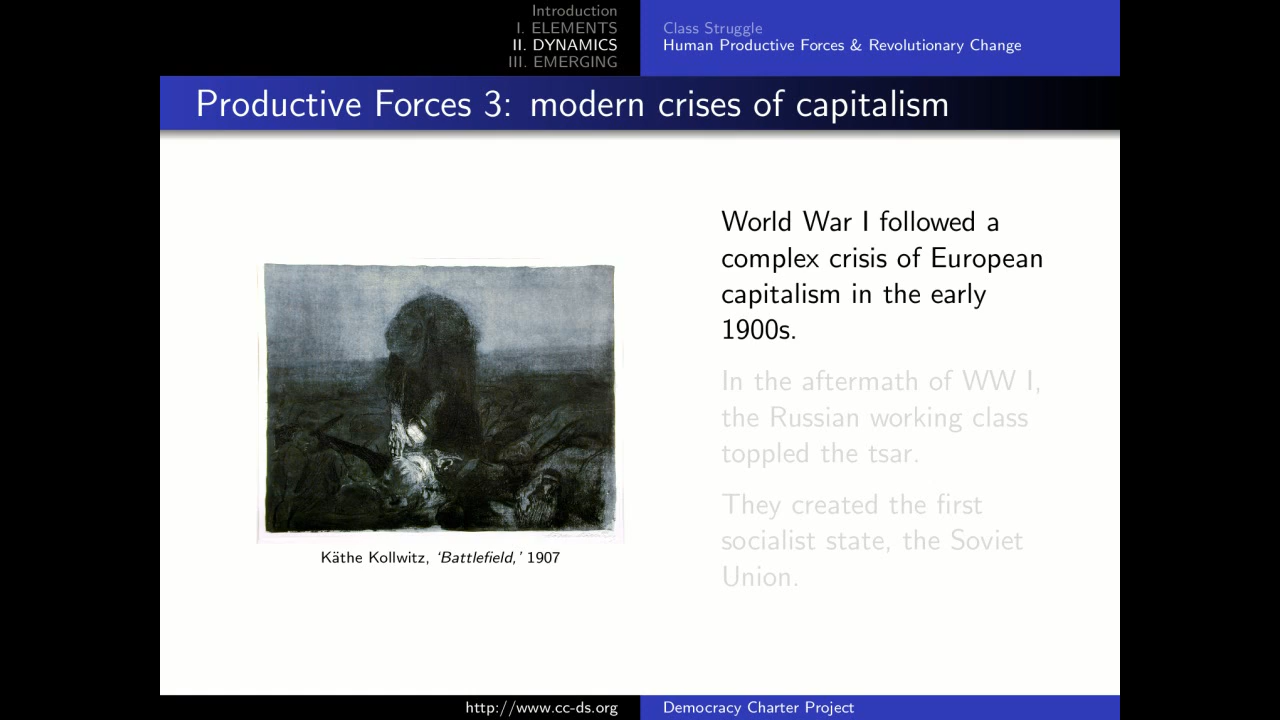 Introduction
I. ELEMENTS
II. DYNAMICS
III. EMERGING
Class Struggle
Human Productive Forces & Revolutionary Change
Productive Forces 3: modern crises of capitalism
World War I followed a
complex crisis of European
capitalism in the early
1900s.
In the aftermath of WW I,
the Russian working class
toppled the tsar.
They created the first
socialist state, the Soviet
Union.
Käthe Kollwitz, ‘Battlefield,’ 1907
http://www.cc-ds.org
Democracy Charter Project